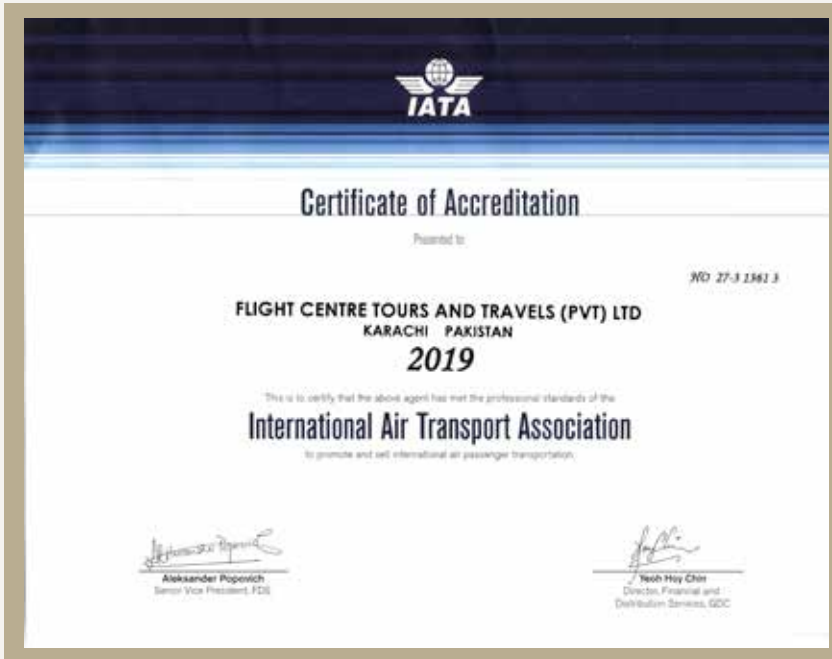 IATA
Certificate of Accreditation
Presented to
HO 27-3 1361 3
FLIGHT CENTRE TOURS AND TRAVELS (PVT) LTD
KARACHI PAKISTAN
2019
This is to certify that the above agent has met the professional standards of the
International Air Transport Association
to promote and sell international air passenger transportation.
Aleksander Popovich
Senior Vice President, FDS
Yeoh Hoy Chin
Director, Financial and
Distribution Services, GDC